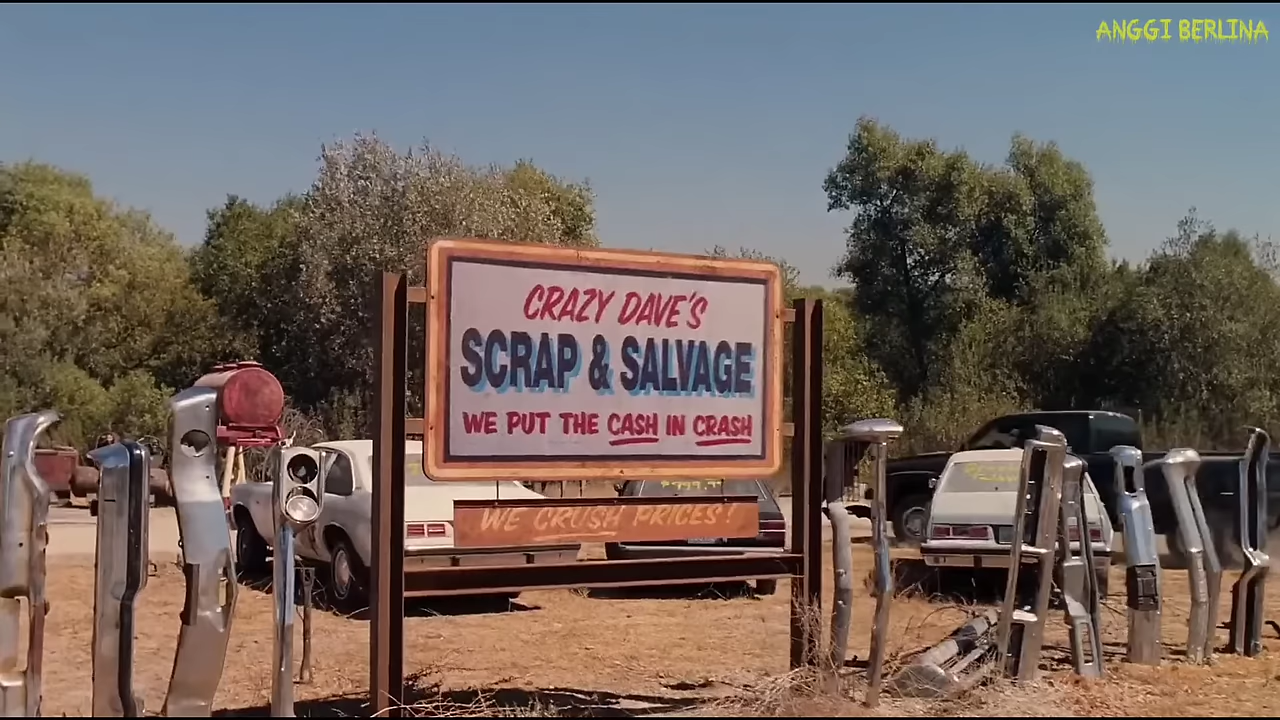 ANGGI BERLINA
CRAZY DAVE'S
SCRAP & SALVAGE
WE PUT THE CASH IN CRASH
WE CRUSH PRICES!